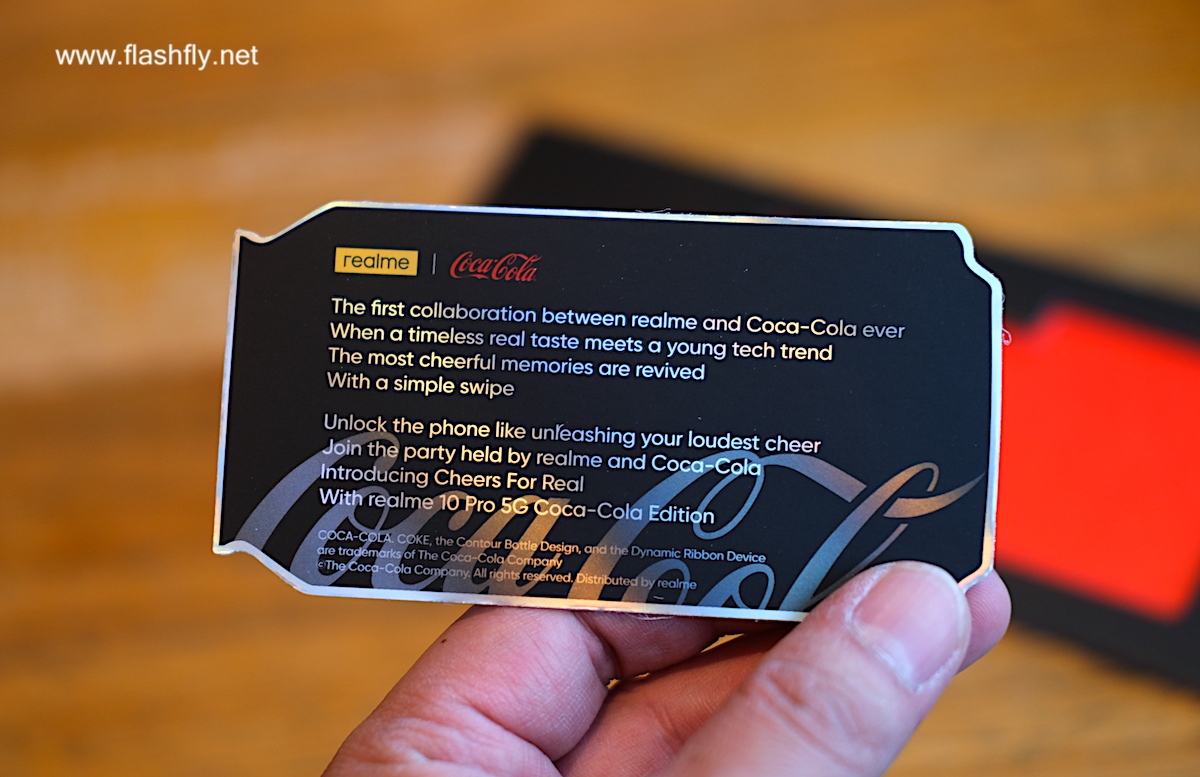 www.flashfly.net
realme | Coca-Cola
The first collaboration between realme and Coca-Cola ever
When a timeless real taste meets a young tech trend
The most cheerful memories are revived
With a simple swipe
Unlock the phone like unleashing your loudest cheer
Join the party held by realme and Coca-Cola
Introducing Cheers For Real
With realme 10 Pro 5G Coca-Cola Edition
COCA-COLA, COKE, the Contour Bottle Design, and the Dynamic Ribbon Device
are trademarks of The Coca-Cola Company
©The Coca-Cola Company. All rights reserved. Distributed by realme
Coca-Cola